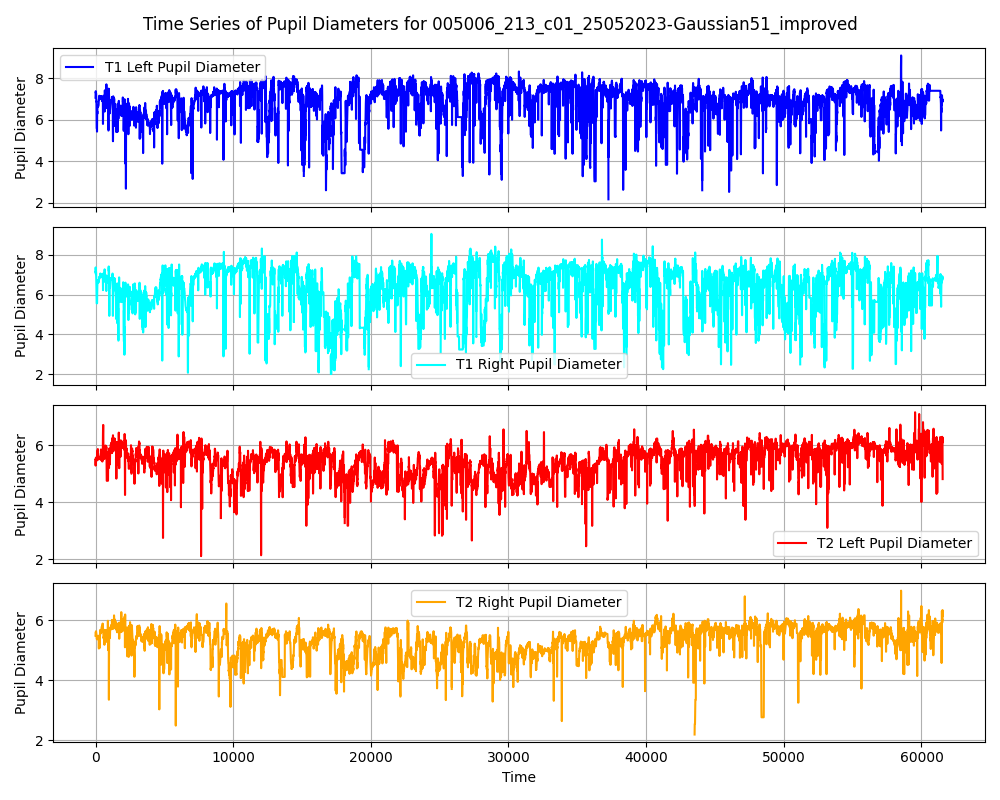 Time Series of Pupil Diameters for 005006_213_c01_25052023-Gaussian51_improved
T1 Left Pupil Diameter
Pupil Diameter
8
6
4
2
T1 Right Pupil Diameter
Pupil Diameter
8
6
4
2
T2 Left Pupil Diameter
Pupil Diameter
6
4
2
T2 Right Pupil Diameter
Pupil Diameter
6
4
2
0 10000 20000 30000 40000 50000 60000
Time